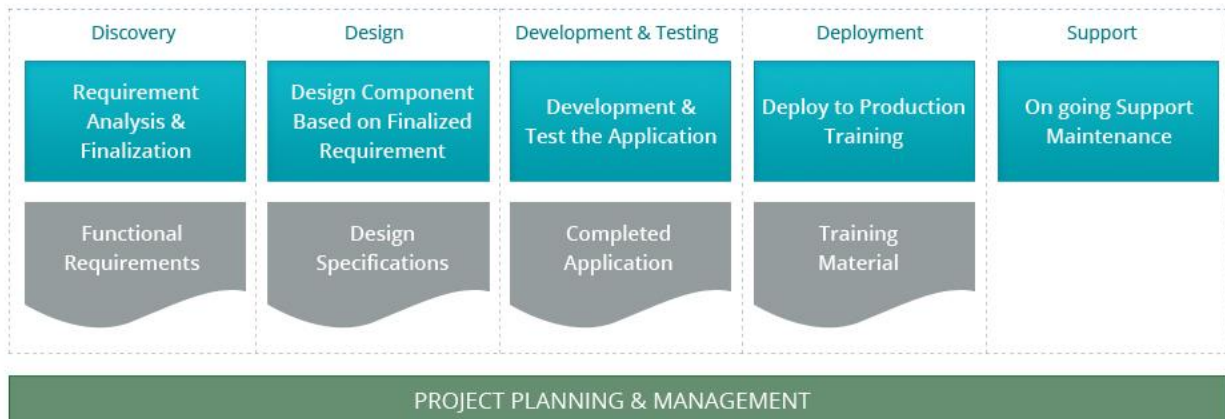 Discovery
Design
Development & Testing
Deployment
Support
Requirement
Analysis &
Finalization
Design Component
Based on Finalized
Requirement
Development &
Test the Application
Deploy to Production
Training
On going Support
Maintenance
Functional
Requirements
Design
Specifications
Completed
Application
Training
Material
PROJECT PLANNING & MANAGEMENT